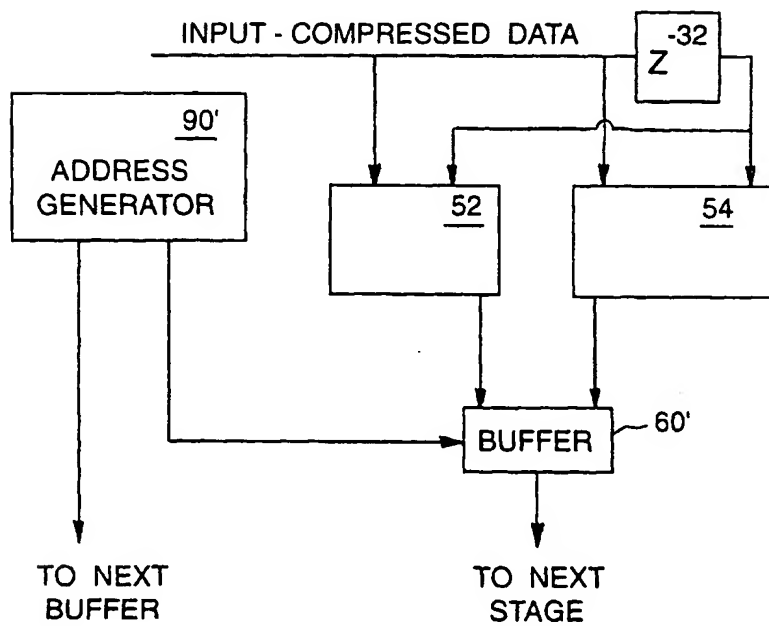 INPUT - COMPRESSED DATA
Z -32
90'
ADDRESS
GENERATOR
52
54
BUFFER
60'
TO NEXT
BUFFER
TO NEXT
STAGE